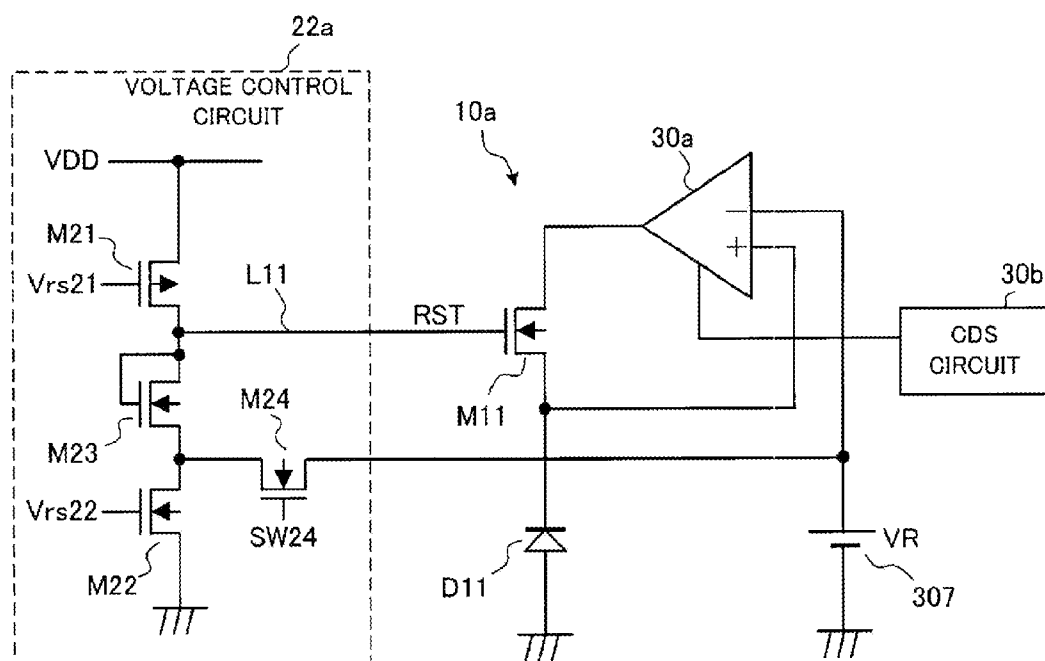 22a
VOLTAGE CONTROL
CIRCUIT
VDD
10a
30a
M21
Vrs21
L11
RST
30b
CDS
CIRCUIT
M24
M11
M23
Vrs22
SW24
M22
D11
VR
307
−
+